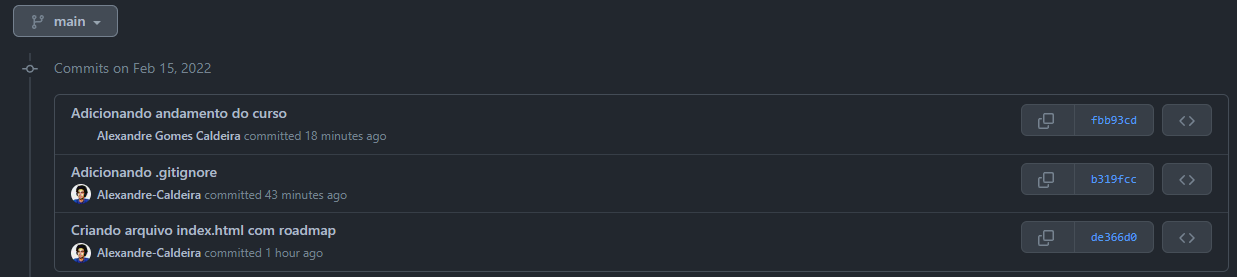 main
Commits on Feb 15, 2022
Adicionando andamento do curso
fbb93cd
Alexandre Gomes Caldeira committed 18 minutes ago
Adicionando .gitignore
b319fcc
Alexandre-Caldeira committed 43 minutes ago
Criando arquivo index.html com roadmap
de366d0
Alexandre-Caldeira committed 1 hour ago